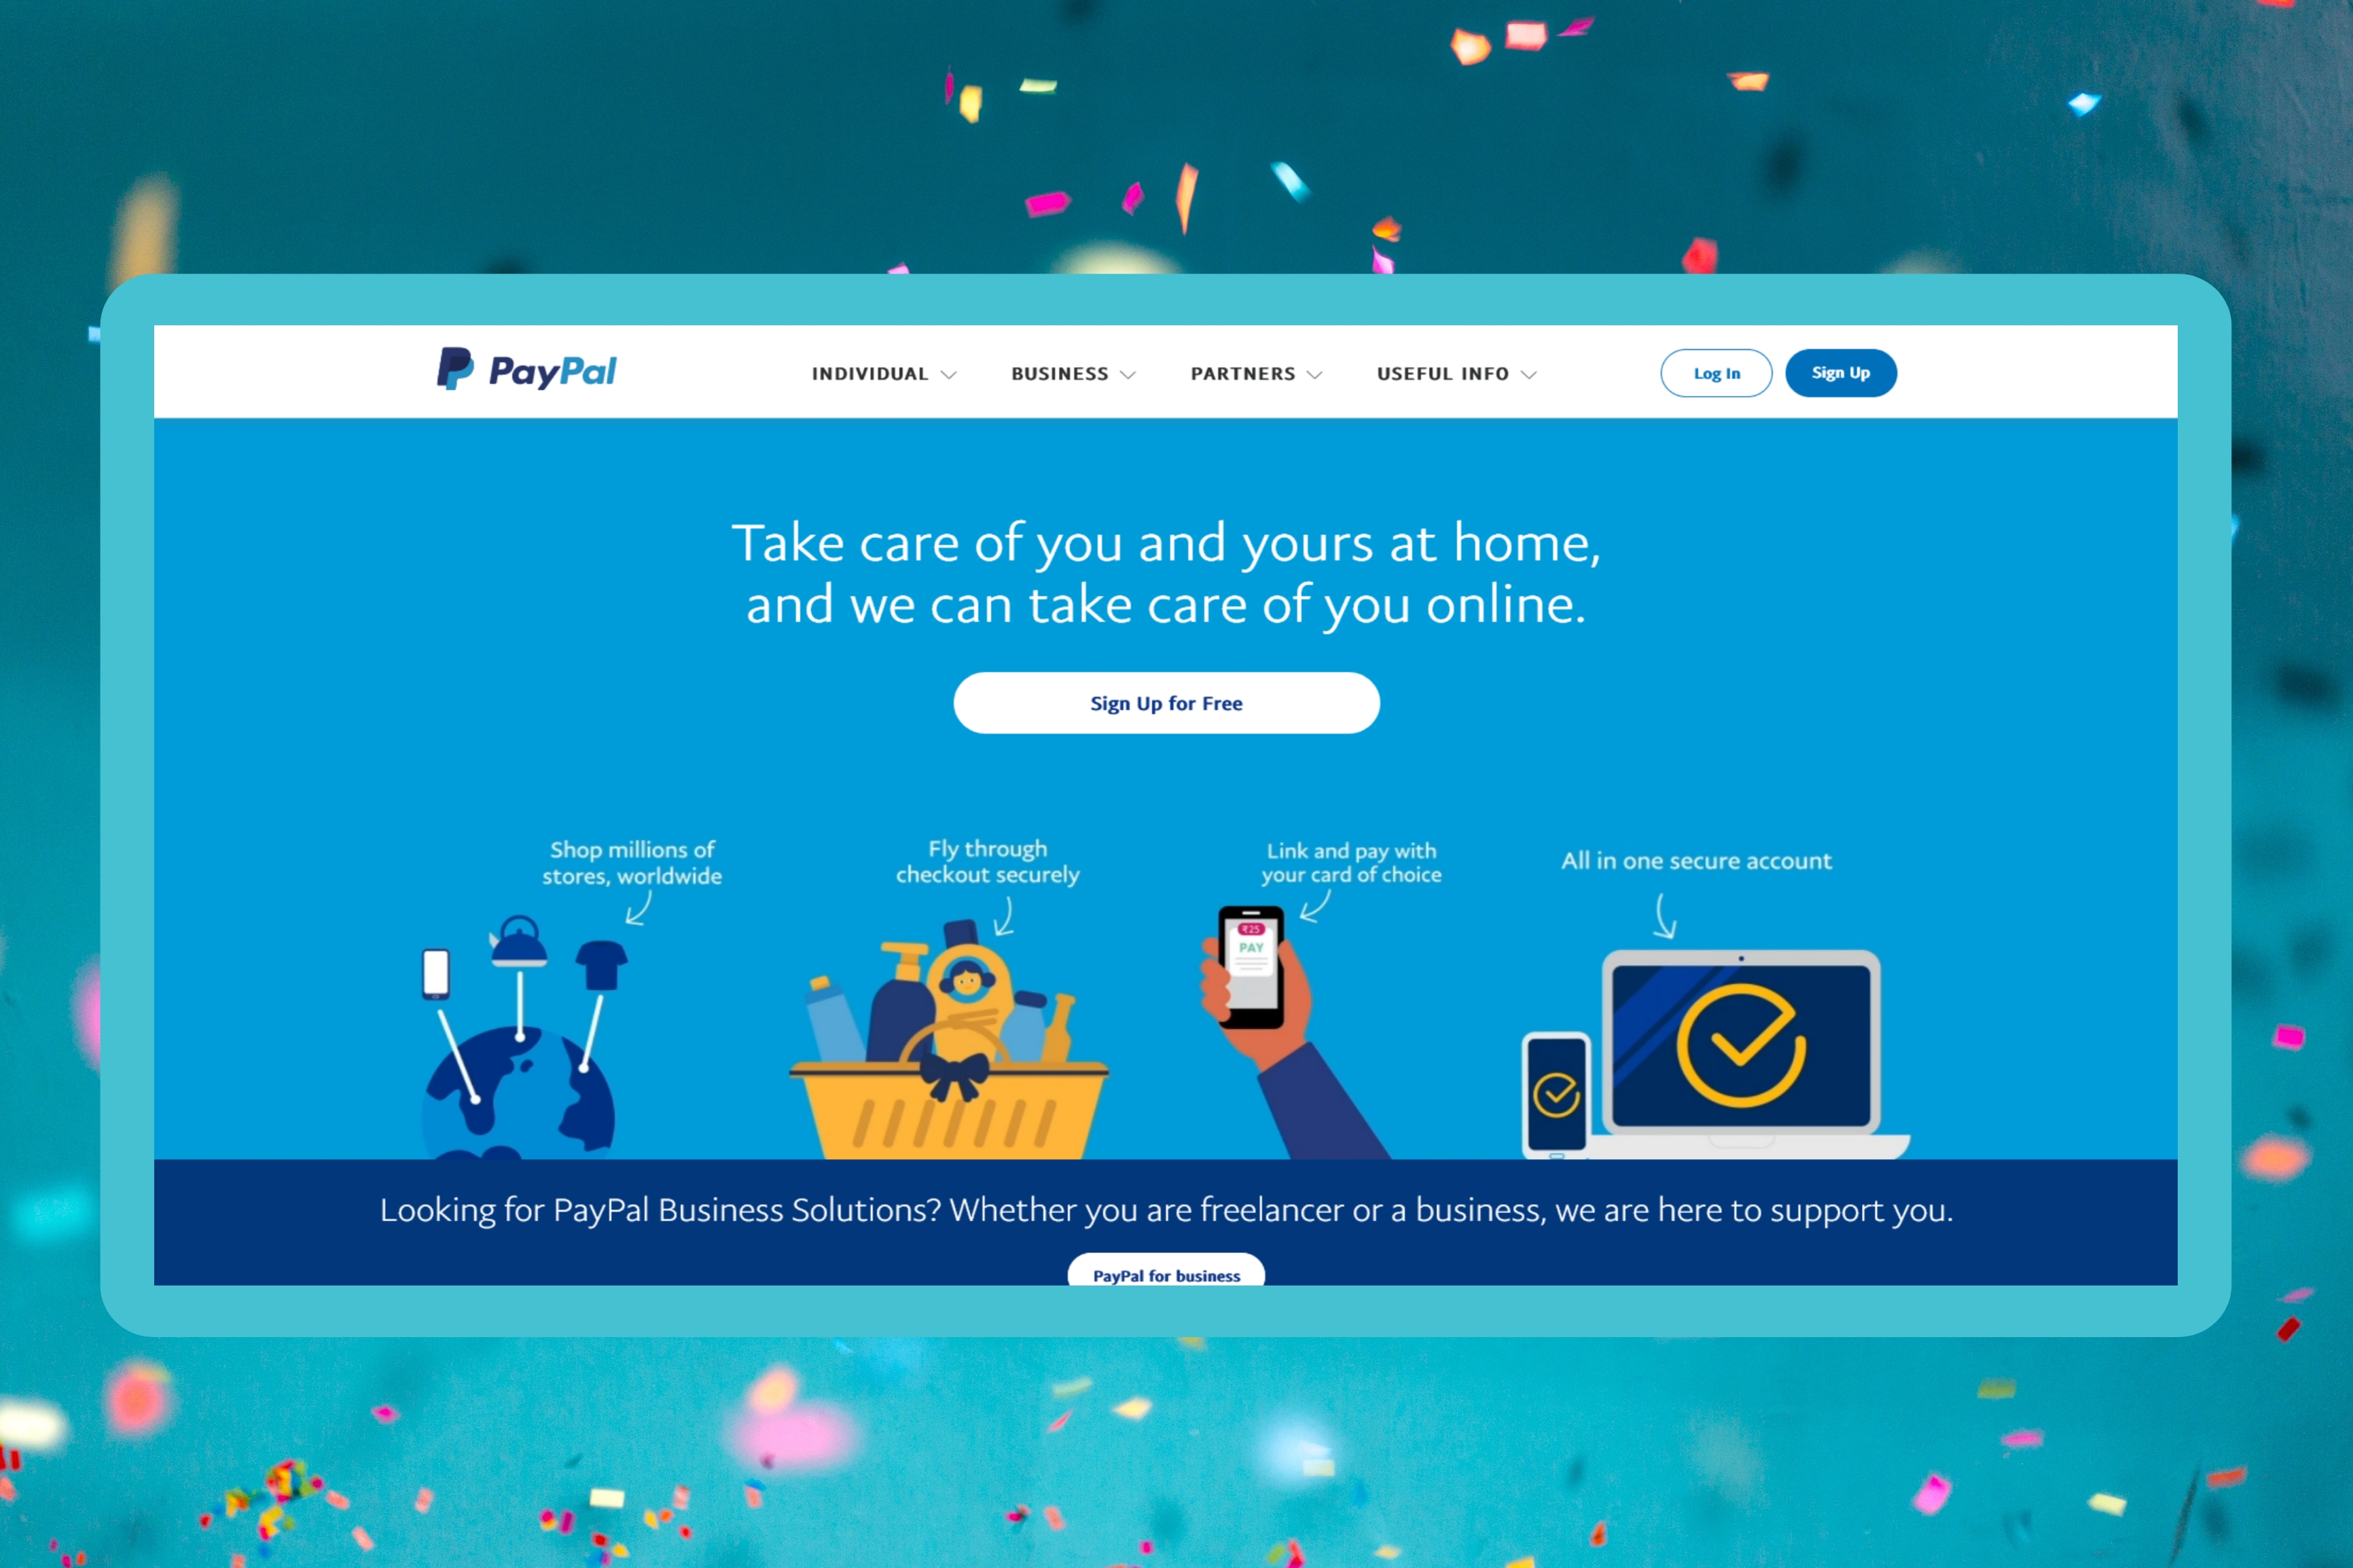 PayPal
INDIVIDUAL
BUSINESS
PARTNERS
USEFUL INFO
Log In
Sign Up
Take care of you and yours at home,
and we can take care of you online.
Sign Up for Free
Shop millions of
stores, worldwide
Fly through
checkout securely
Link and pay with
your card of choice
All in one secure account
₹25
PAY
Looking for PayPal Business Solutions? Whether you are freelancer or a business, we are here to support you.
PayPal for business